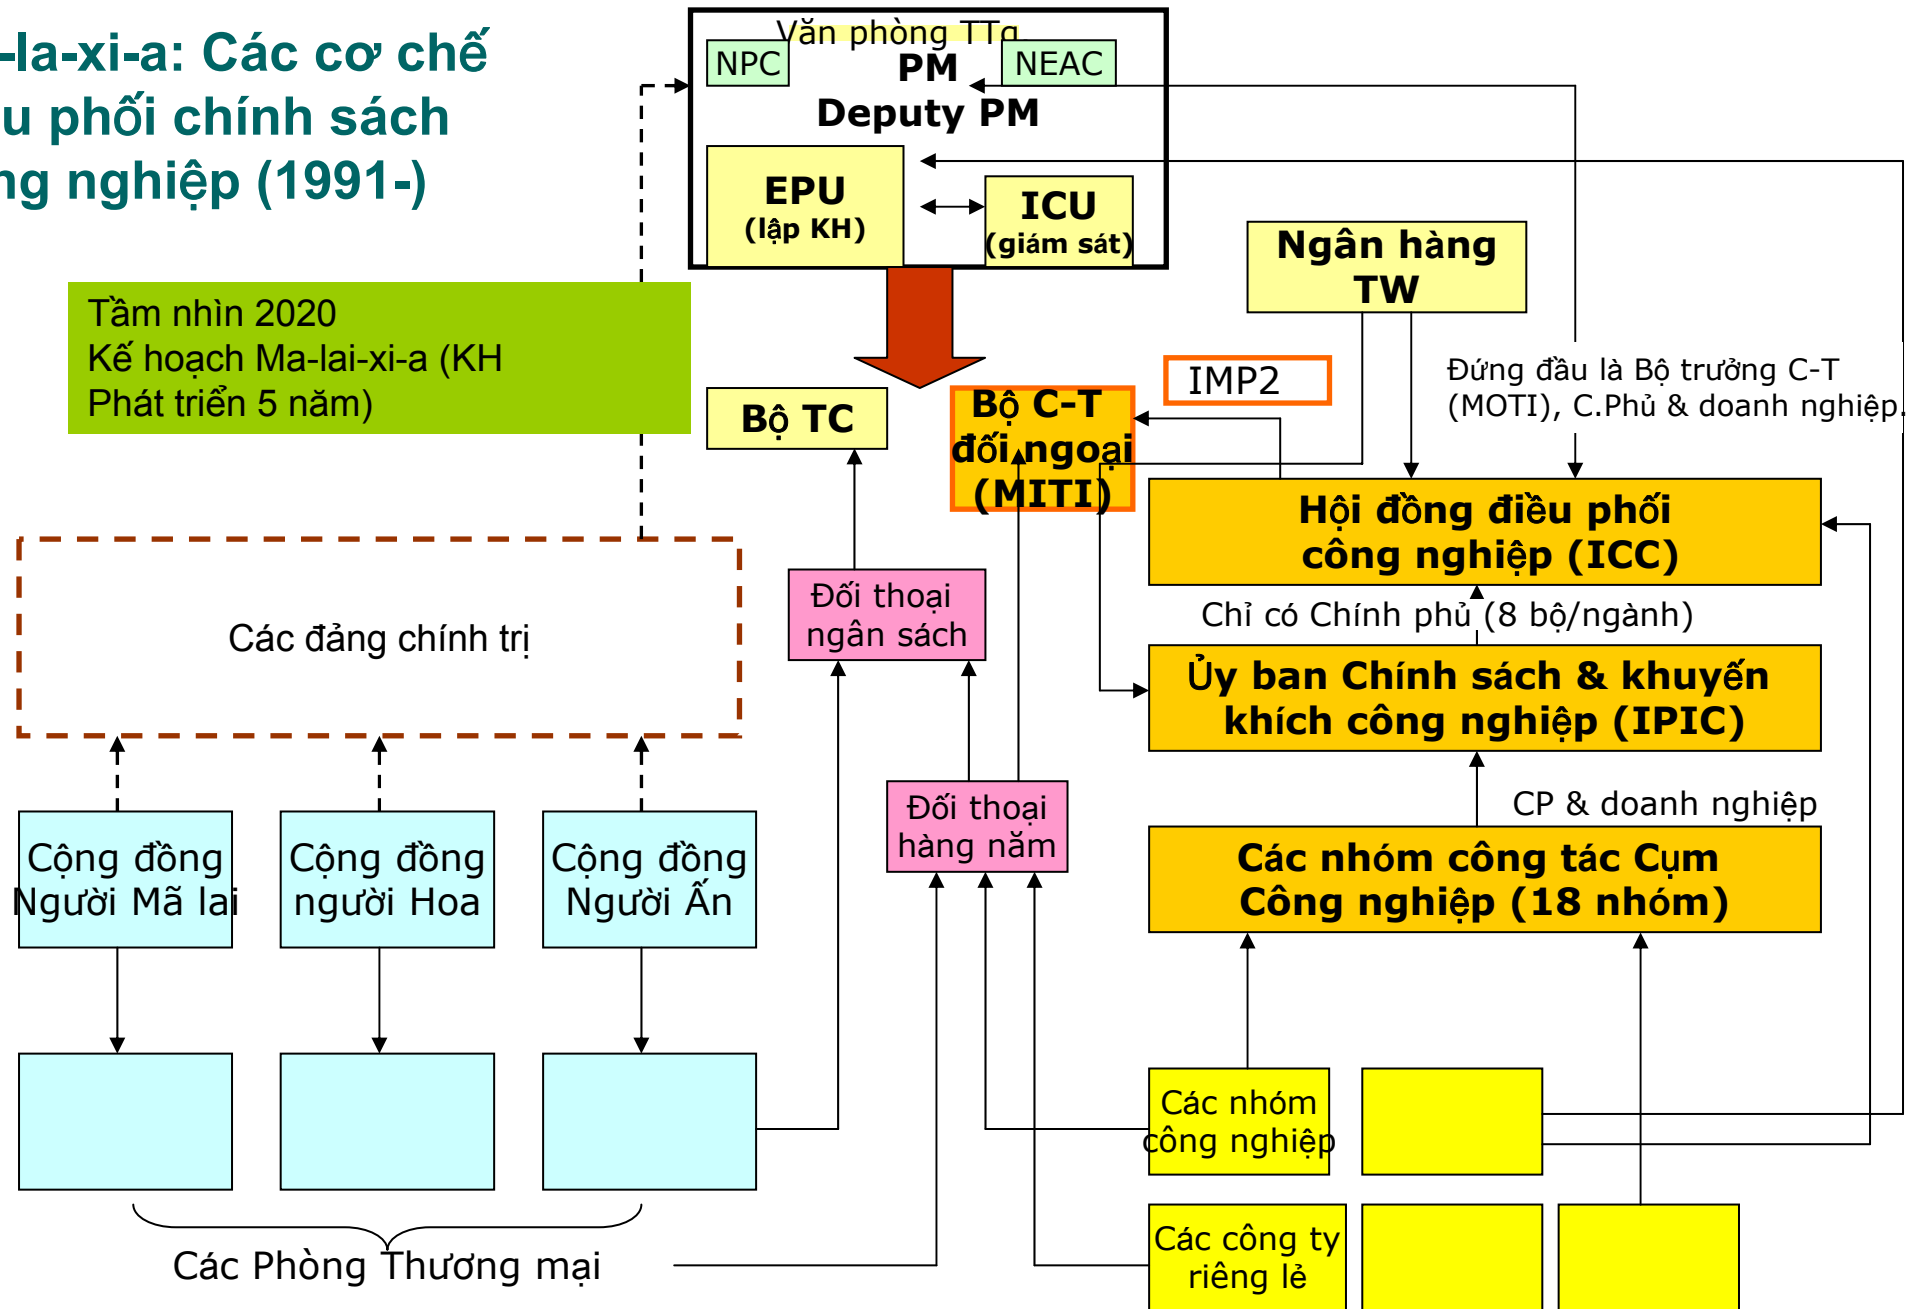 -la-xi-a: Các cơ chế
u phối chính sách
ng nghiệp (1991-)
Văn phòng TTg
NPC
PM
NEAC
Deputy PM
EPU
(lập KH)
ICU
(giám sát)
Ngân hàng
TW
Tầm nhìn 2020
Kế hoạch Ma-lai-xi-a (KH
Phát triển 5 năm)
Bộ TC
Bộ C-T
đối ngoại
(MITI)
IMP2
Đứng đầu là Bộ trưởng C-T
(MOTI), C.Phủ & doanh nghiệp.
Hội đồng điều phối
công nghiệp (ICC)
Chỉ có Chính phủ (8 bộ/ngành)
Ủy ban Chính sách & khuyến
khích công nghiệp (IPIC)
CP & doanh nghiệp
Các nhóm công tác Cụm
Công nghiệp (18 nhóm)
Đối thoại
ngân sách
Đối thoại
hàng năm
Các đảng chính trị
Cộng đồng
Người Mã lai
Cộng đồng
người Hoa
Cộng đồng
Người Ấn
Các Phòng Thương mại
Các nhóm
công nghiệp
Các công ty
riêng lẻ